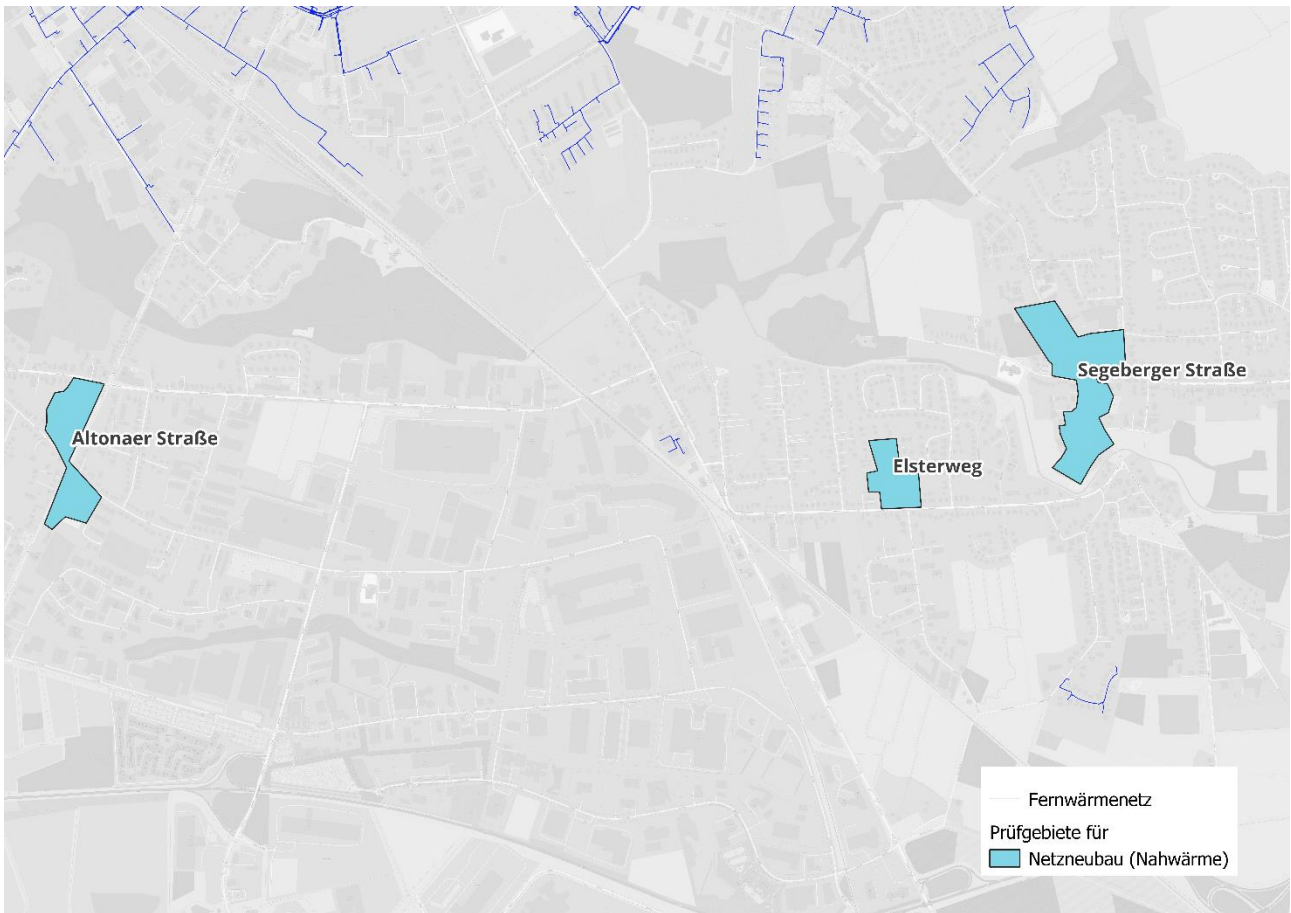 Segeberger Straße
Altonaer Straße
Elsterweg
Fernwärmenetz
Prüfgebiete für
Netzneubau (Nahwärme)